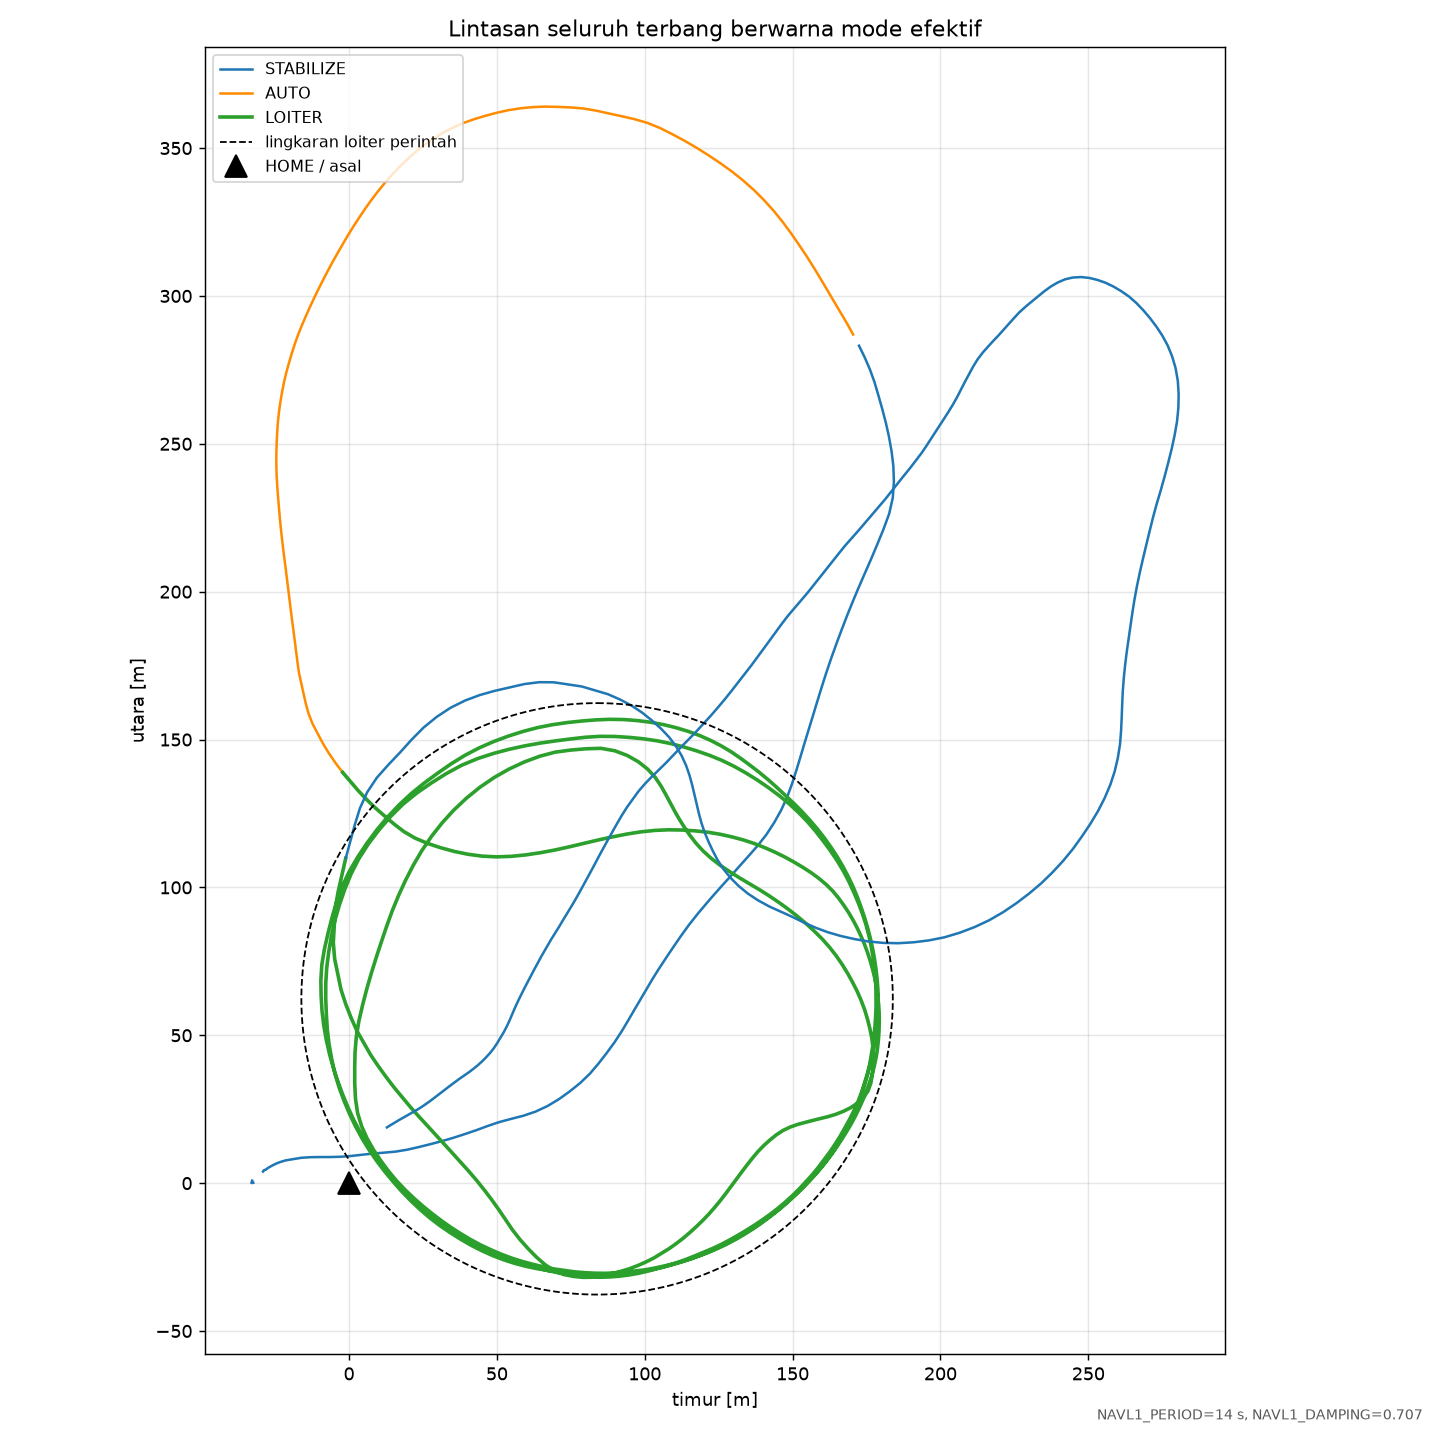 Lintasan seluruh terbang berwarna mode efektif
STABILIZE
AUTO
LOITER
lingkaran loiter perintah
HOME / asal
utara [m]
350
300
250
200
150
100
50
0
−50
0
50
100
150
200
250
timur [m]
NAVL1_PERIOD=14 s, NAVL1_DAMPING=0.707